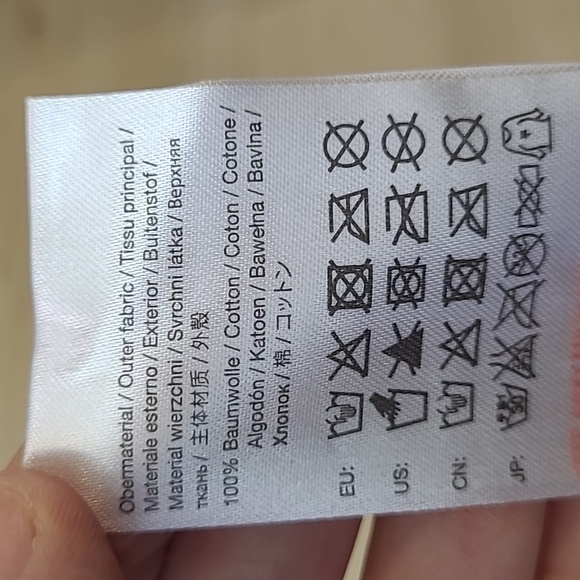 Obermaterial / Outer fabric / Tissu principal /
Materiale esterno / Exterior / Buitenstof /
Material wierzchni / Svrchní látka / Верхняя
ткань / 主体材质 / 外殻
100% Baumwolle / Cotton / Coton / Cotone /
Algodón / Katoen / Bawełna / Bavlna /
Хлопок / 棉 / コットン
EU:
US:
CN:
JP: